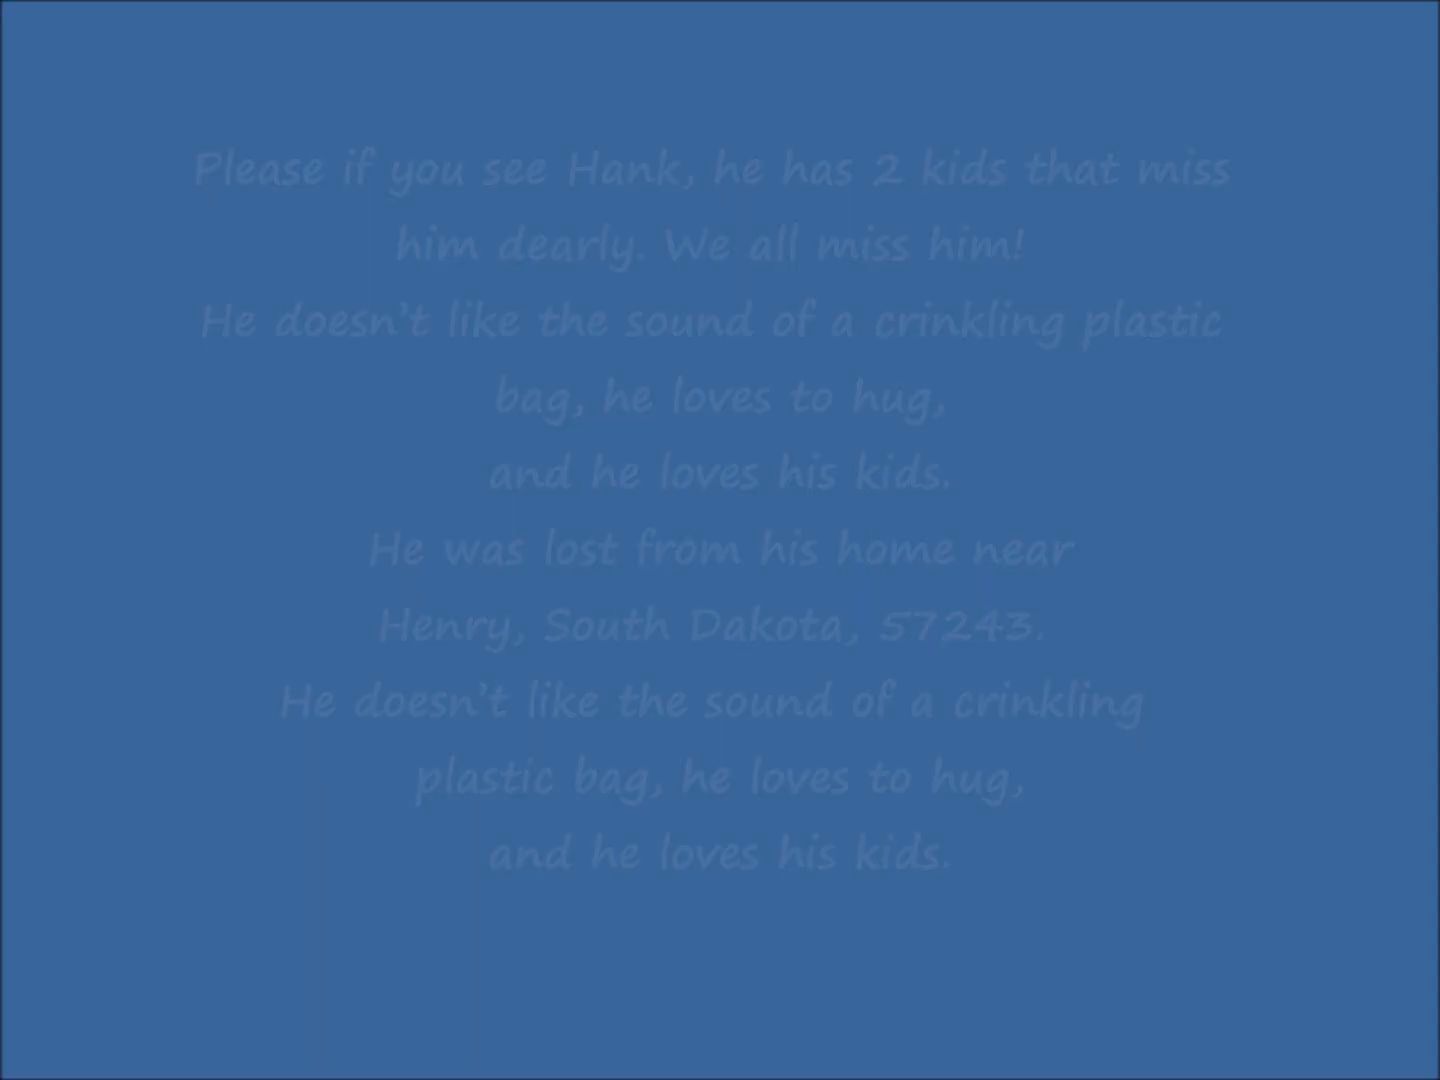 Please if you see Hank, he has 2 kids that miss
him dearly. We all miss him!
He doesn't like the sound of a crinkling plastic
bag, he loves to hug,
and he loves his kids.
He was lost from his home near
Henry, South Dakota, 57243.
He doesn't like the sound of a crinkling
plastic bag, he loves to hug,
and he loves his kids.